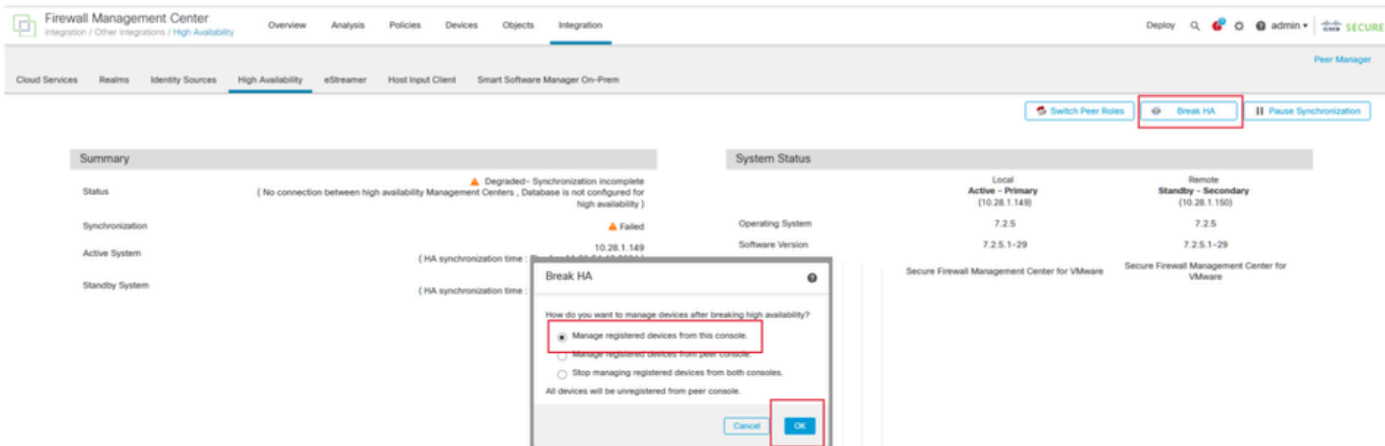 Firewall Management Center
Integration / Other Integrations / High Availability
Overview
Analysis
Policies
Devices
Objects
Integration
Deploy
admin
SECURE
Peer Manager
Cloud Services
Realms
Identity Sources
High Availability
eStreamer
Host Input Client
Smart Software Manager On-Prem
Switch Peer Roles
Break HA
Pause Synchronization
Summary
Status
Degraded- Synchronization incomplete
( No connection between high availability Management Centers , Database is not configured for
high availability )
Synchronization
Failed
Active System
10.28.1.149
( HA synchronization time :
Standby System
( HA synchronization time :
System Status
Local
Active - Primary
(10.28.1.149)
Remote
Standby - Secondary
(10.28.1.150)
Operating System
7.2.5
7.2.5
Software Version
7.2.5.1-29
7.2.5.1-29
Secure Firewall Management Center for VMware
Secure Firewall Management Center for
VMware
Break HA
How do you want to manage devices after breaking high availability?
Manage registered devices from this console.
Manage registered devices from peer console.
Stop managing registered devices from both consoles.
All devices will be unregistered from peer console.
Cancel
OK